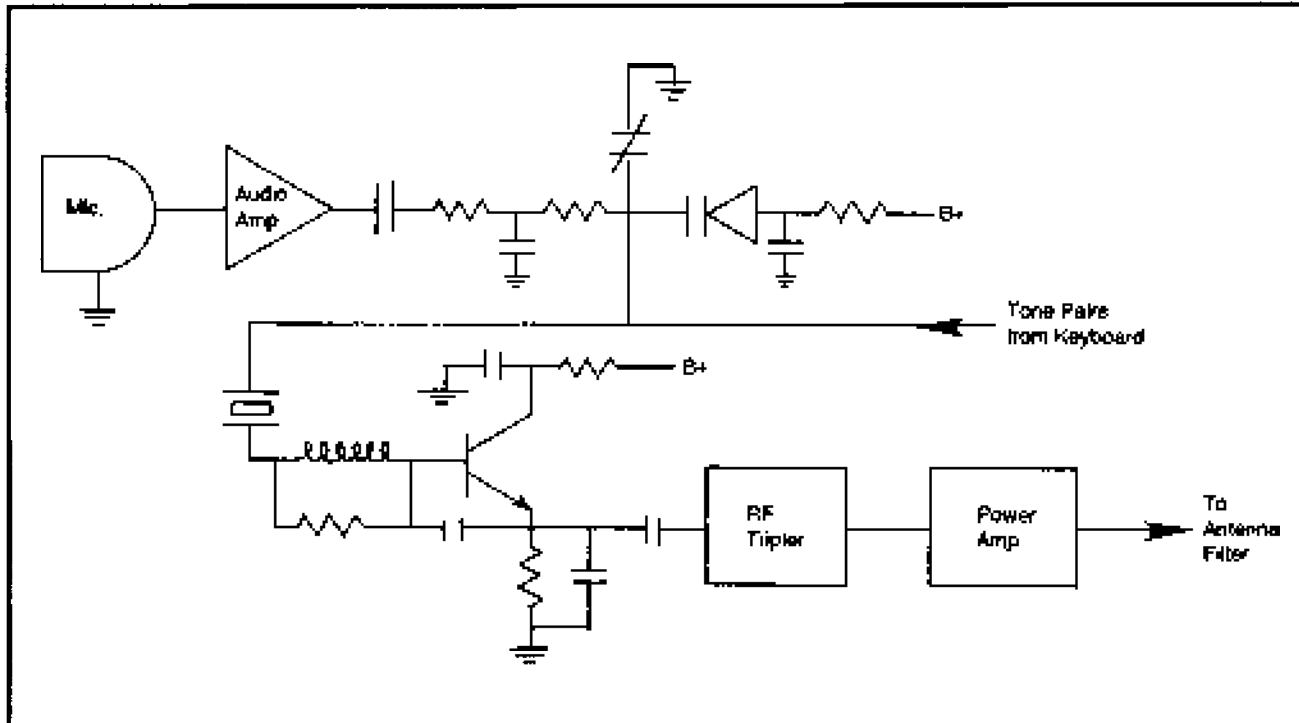 Mic.
Audio
Amp
B+
Tone Pairs
from Keyboard
B+
RF
Tripler
Power
Amp
To
Antenna
Filter